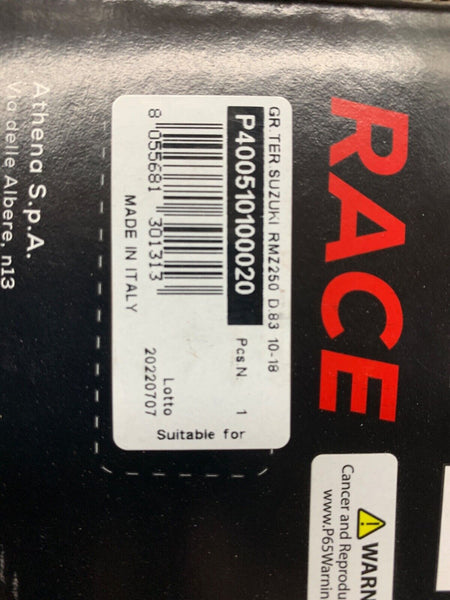 RACE
GR.TER.SUZUKI RMZ250 D.83 10-18
P400510100020
Pcs N. 1
8 055681 301313
MADE IN ITALY
Lotto
20220707
Suitable for
Athena S.p.A.
Via delle Albere, n13
WARN
Cancer and Reprodu
www.P65Warnin